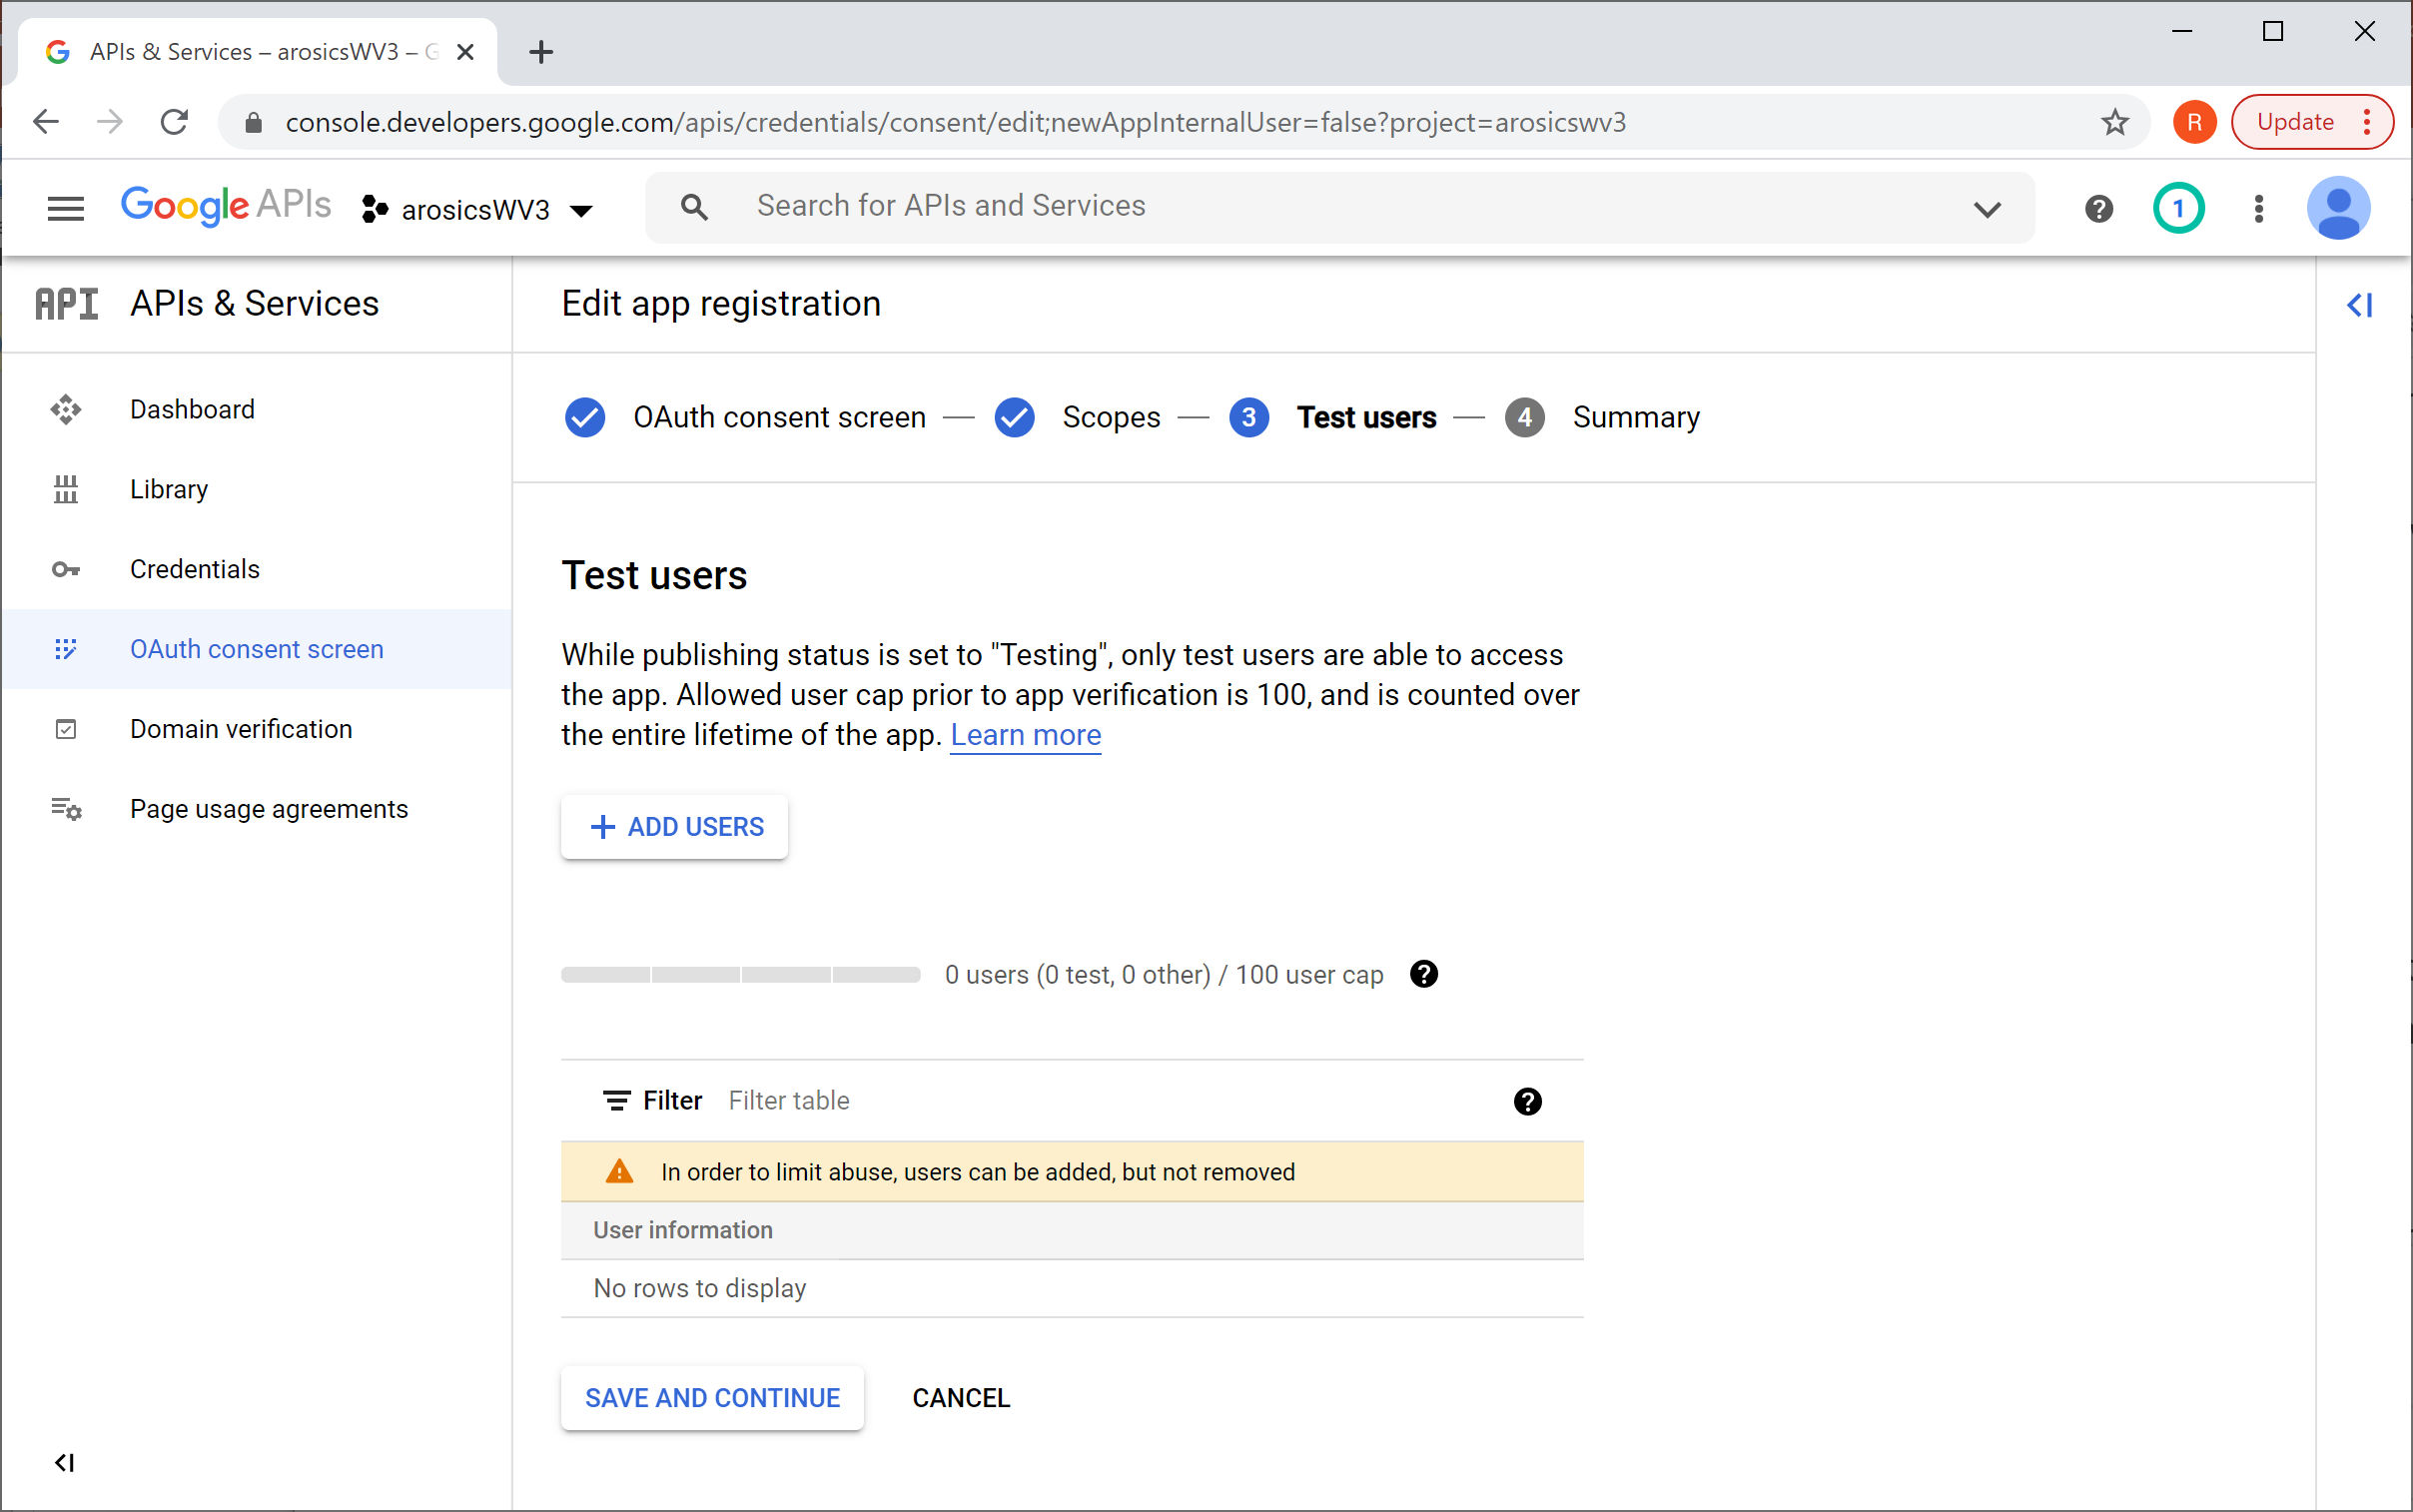 APIs & Services – arosicsWV3 – G
console.developers.google.com/apis/credentials/consent/edit;newAppInternalUser=false?project=arosicswv3
R
Update
Google APIs
arosicsWV3
Search for APIs and Services
1
API
APIs & Services
Edit app registration
OAuth consent screen
Scopes
3
Test users
4
Summary
Dashboard
Library
Credentials
OAuth consent screen
Domain verification
Page usage agreements
Test users
While publishing status is set to "Testing", only test users are able to access
the app. Allowed user cap prior to app verification is 100, and is counted over
the entire lifetime of the app. Learn more
ADD USERS
0 users (0 test, 0 other) / 100 user cap
Filter Filter table
In order to limit abuse, users can be added, but not removed
User information
No rows to display
SAVE AND CONTINUE
CANCEL